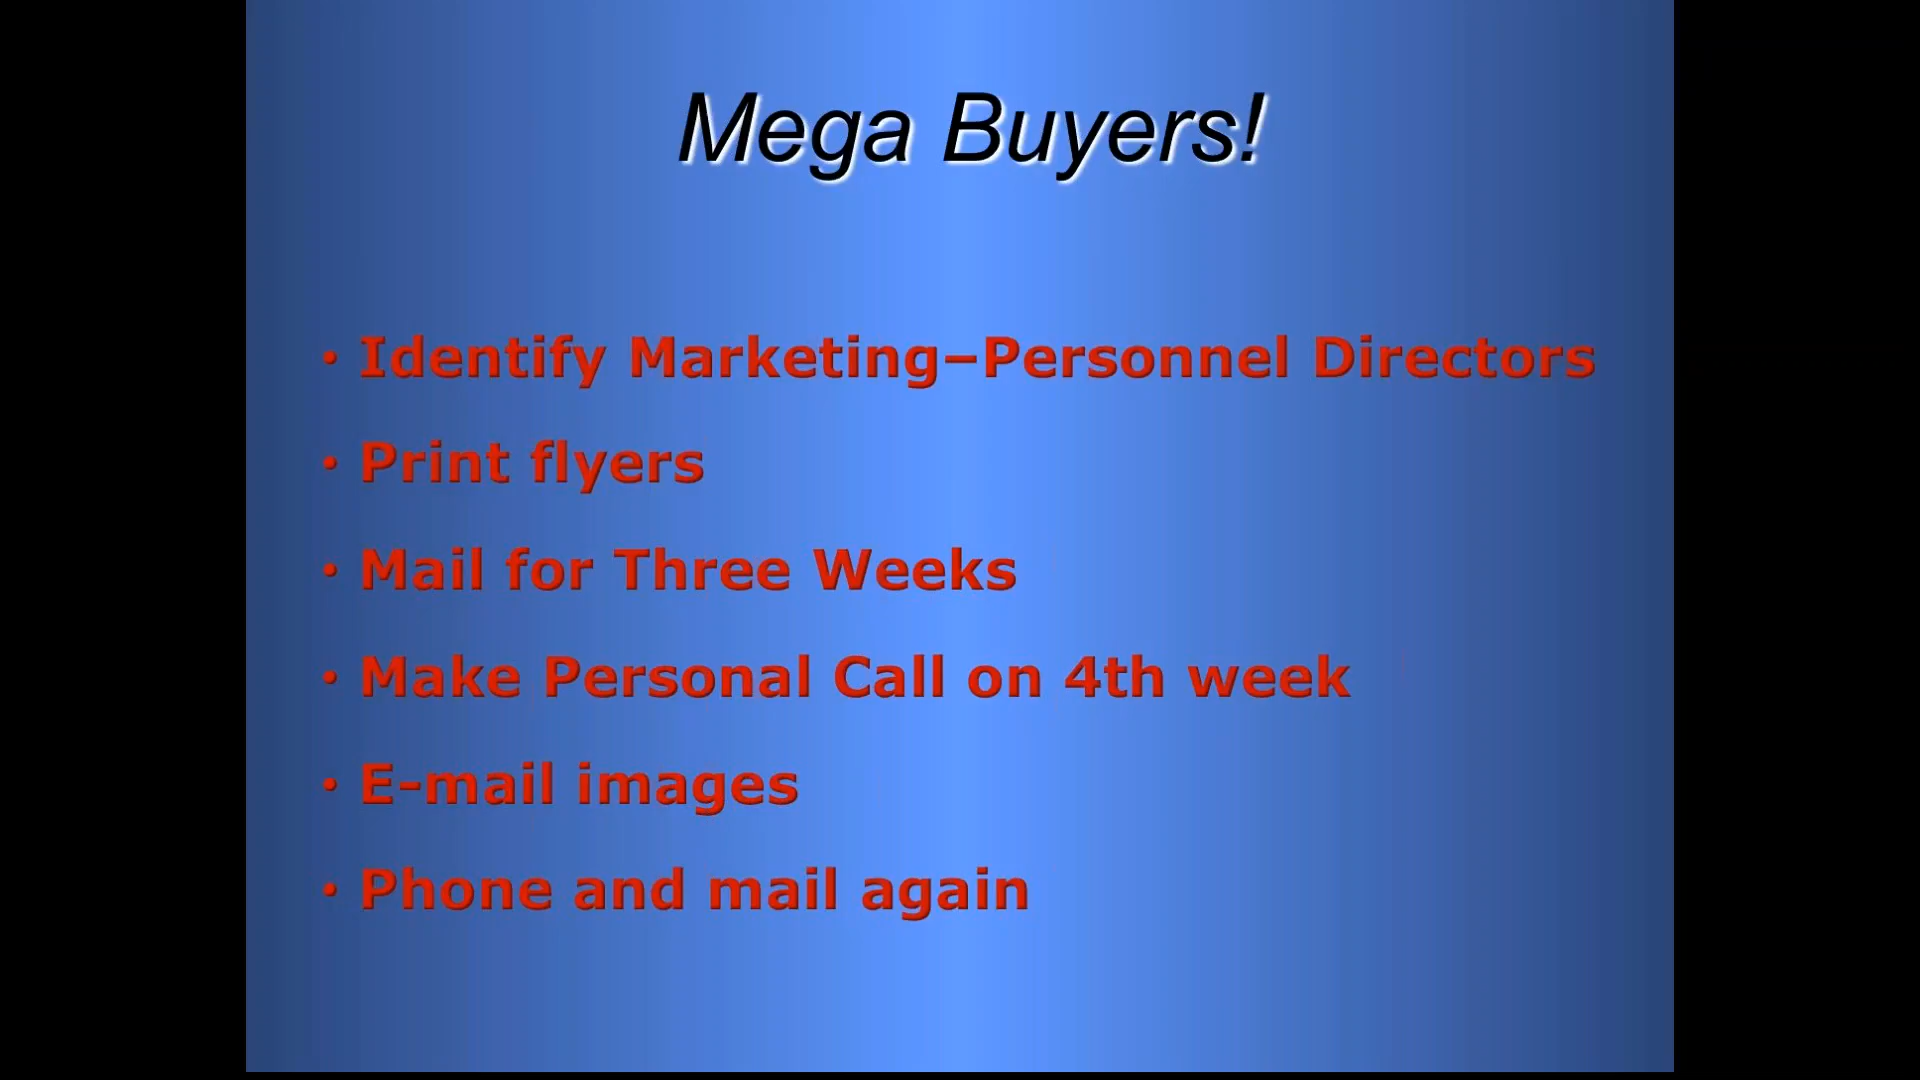 Mega Buyers!
• Identify Marketing–Personnel Directors
• Print flyers
• Mail for Three Weeks
• Make Personal Call on 4th week
• E-mail images
• Phone and mail again